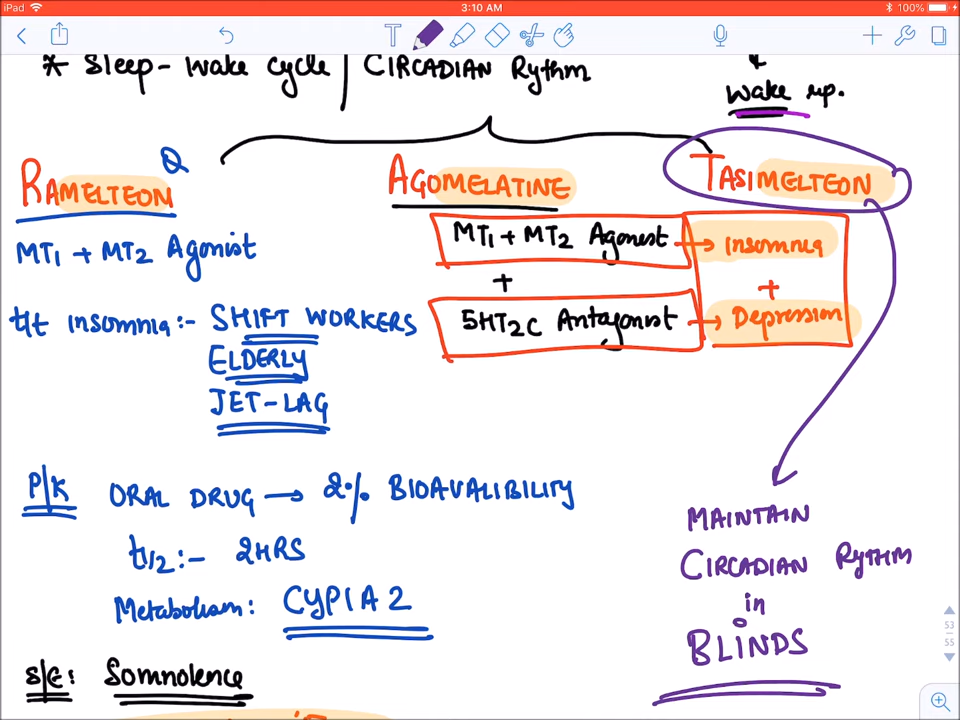 iPad
3:10 AM
100%
T
* Sleep-Wake cycle | CIRCADIAN Rythm
&
Wake up.
RAMELTEON
AGOMELATINE
TASIMELTEON
MT1 + MT2 Agonist
MT1 + MT2 Agonist → Insomnia
+
+
5HT2C Antagonist → Depression
t/t insomnia:- SHIFT WORKERS
ELDERLY
JET-LAG
P/K ORAL DRUG → 2% BIOAVALIBILITY
t1/2:- 2HRS
Metabolism: CYP1A2
MAINTAIN
CIRCADIAN RYTHM
in
BLINDS
S/E: Somnolence
53
55